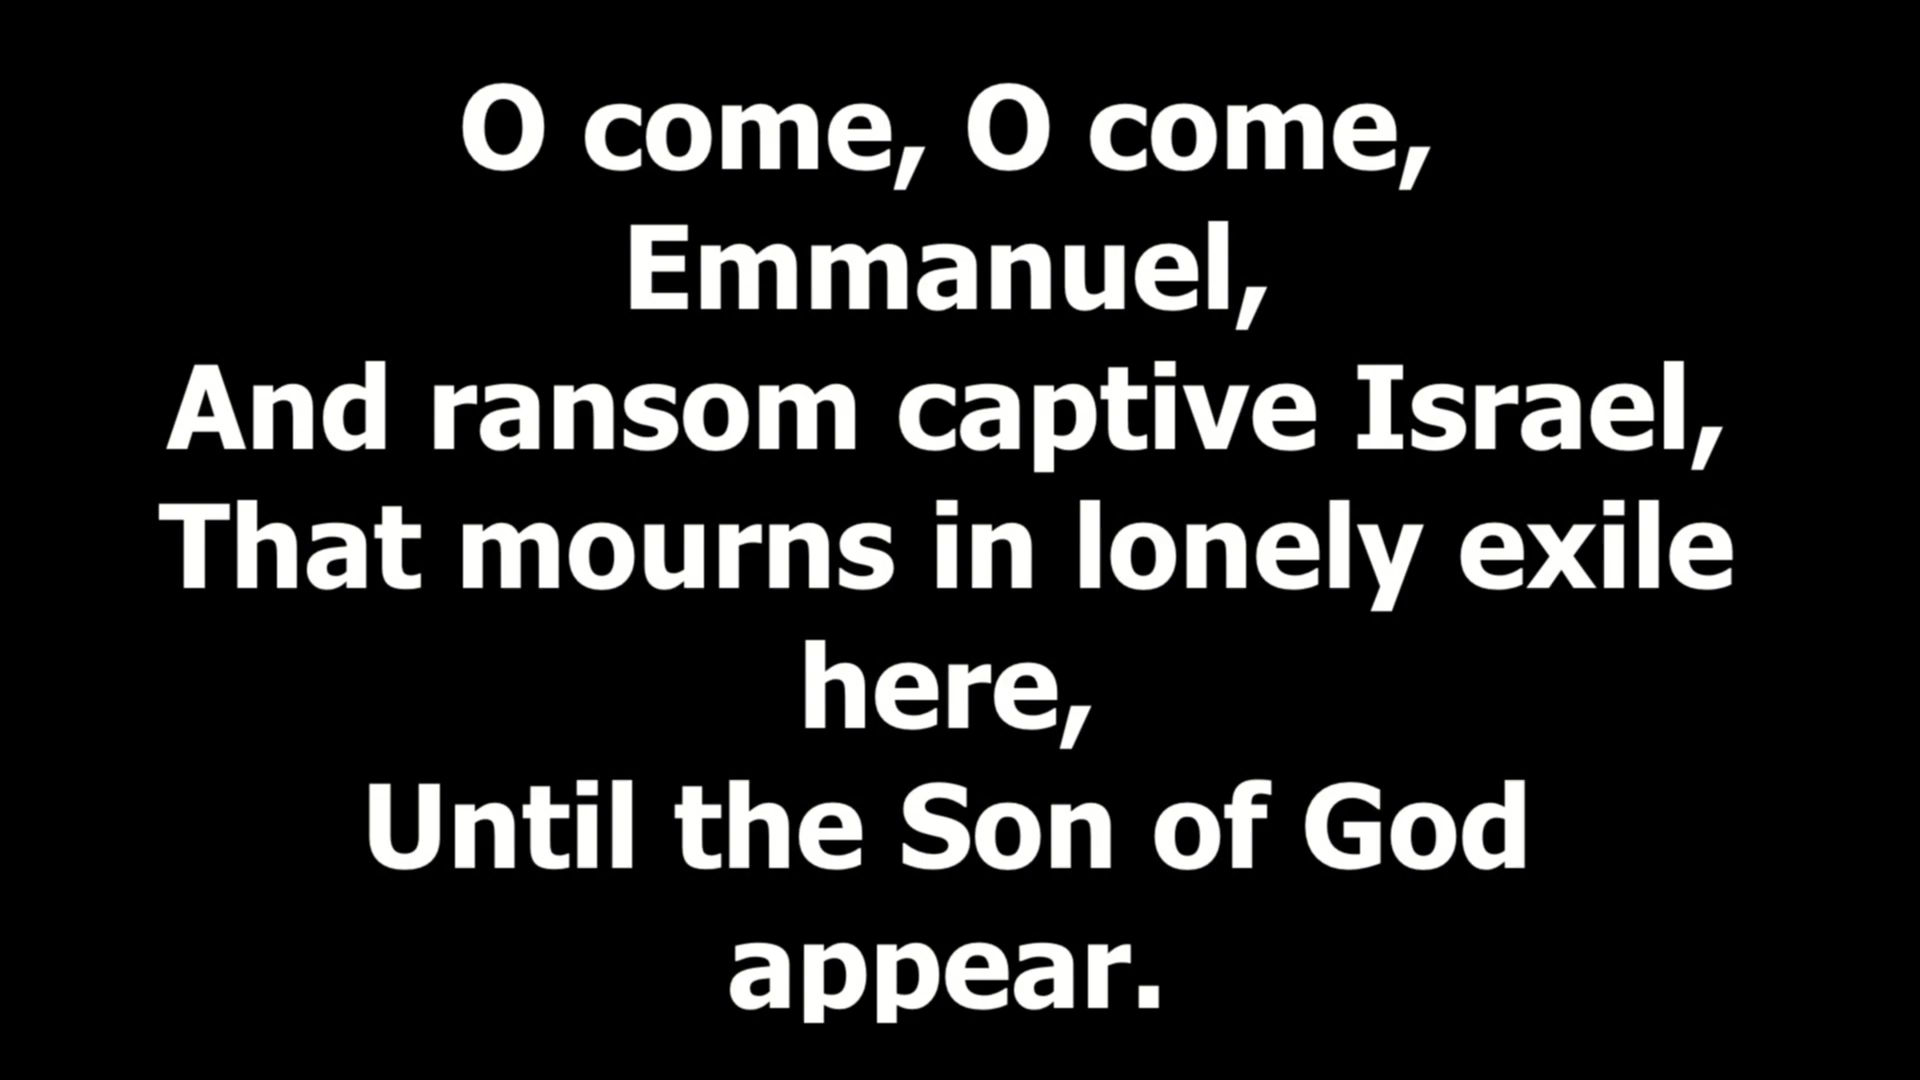 O come, O come,
Emmanuel,
And ransom captive Israel,
That mourns in lonely exile
here,
Until the Son of God
appear.